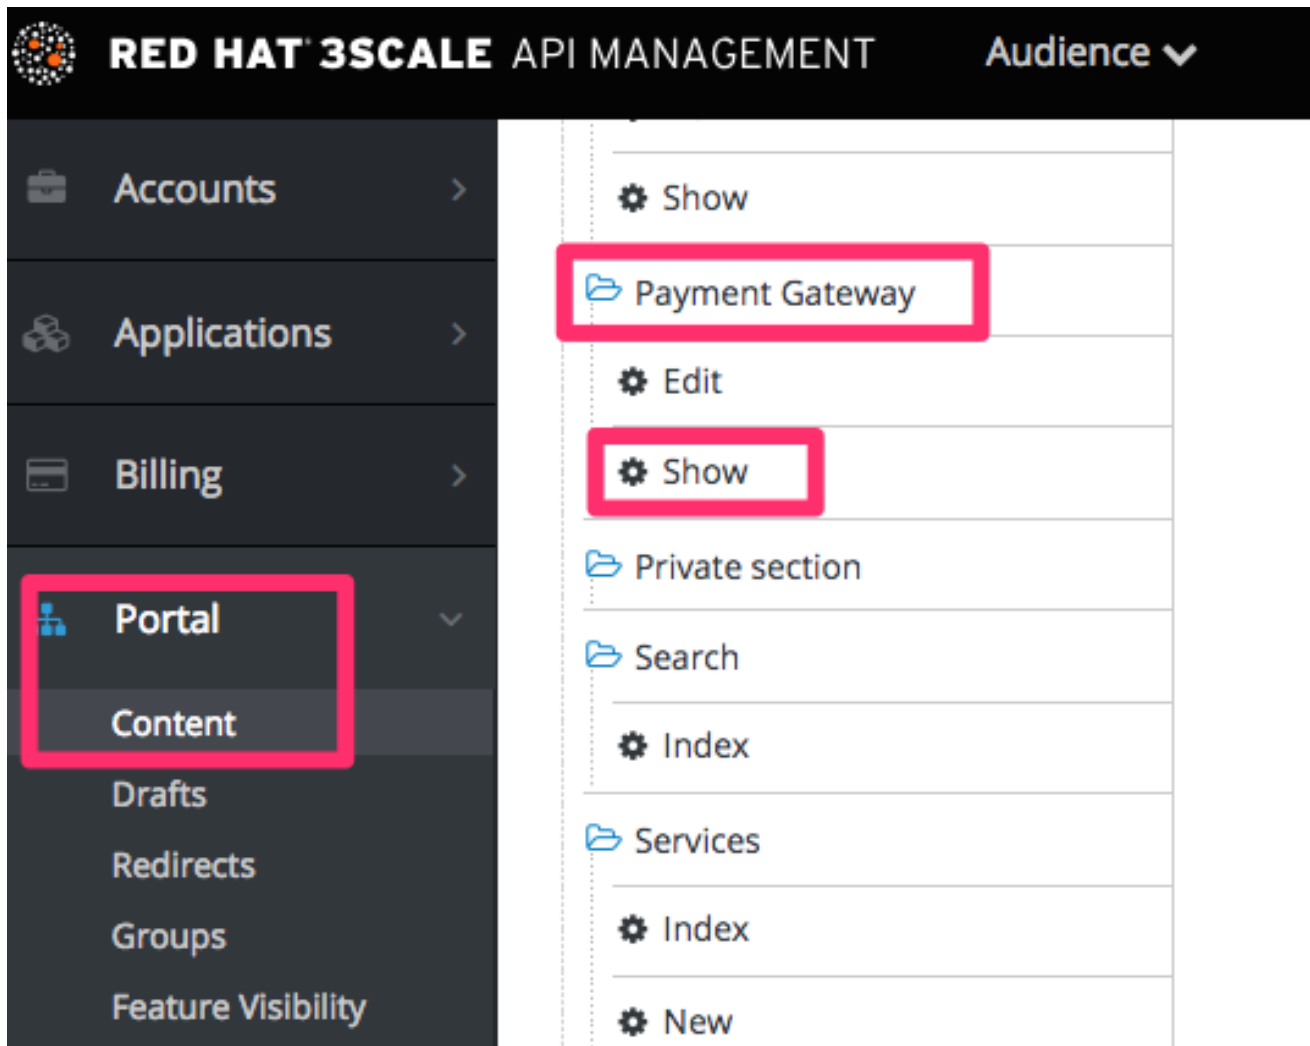 RED HAT® 3SCALE API MANAGEMENT
Audience
Accounts
Applications
Billing
Portal
Content
Drafts
Redirects
Groups
Feature Visibility
Show
Payment Gateway
Edit
Show
Private section
Search
Index
Services
Index
New